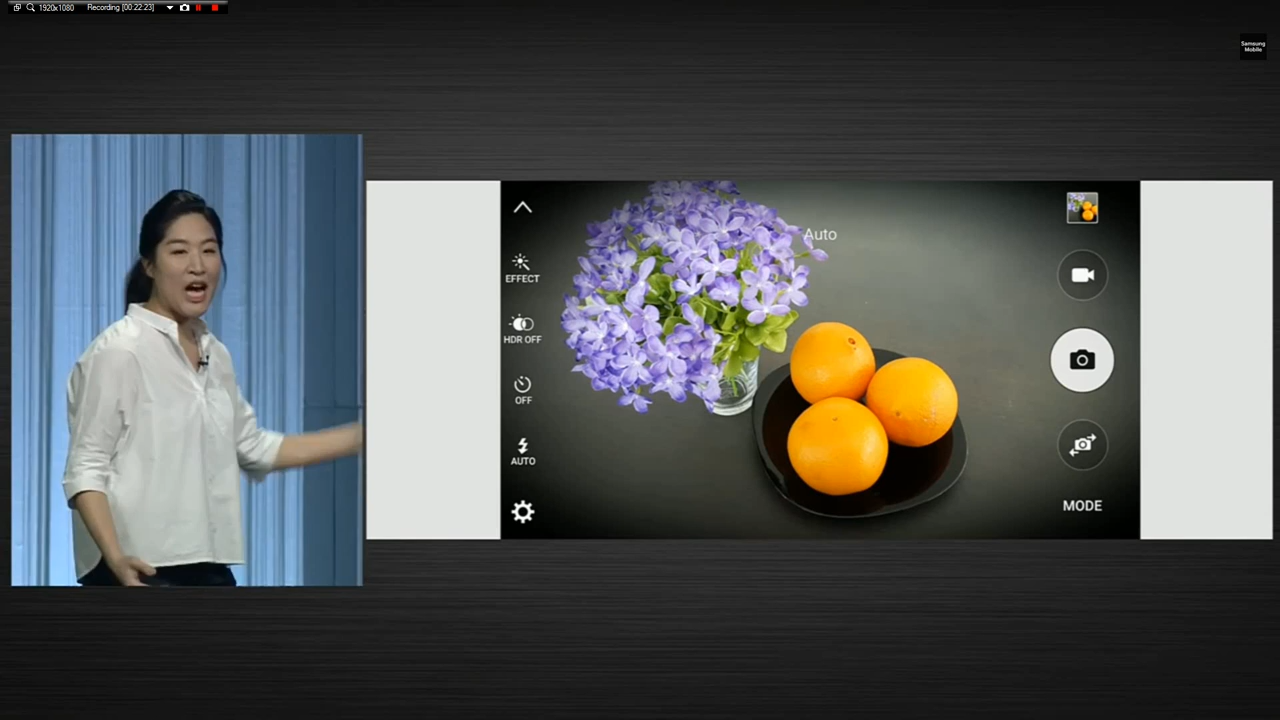 1920x1080 Recording [00:22:23]
Samsung
Mobile
Auto
EFFECT
HDR OFF
OFF
AUTO
MODE